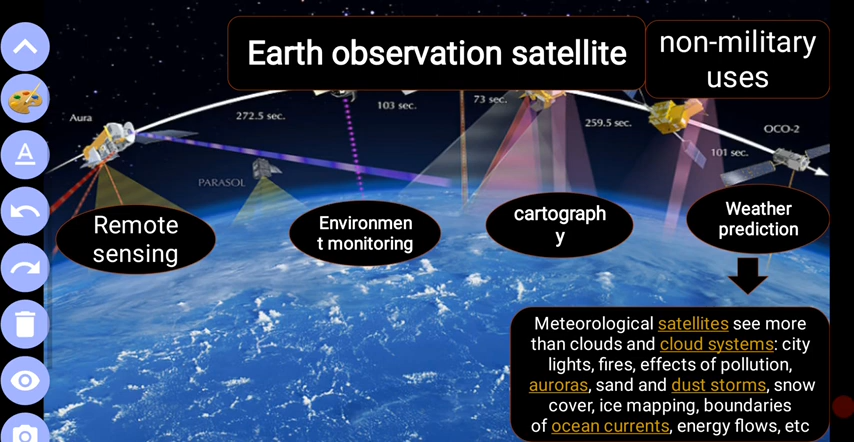 Earth observation satellite
non-military
uses
Aura
272.5 sec.
103 sec.
73 sec.
259.5 sec.
101 sec.
OCO-2
PARASOL
Remote
sensing
Environmen
t monitoring
cartograph
y
Weather
prediction
Meteorological satellites see more
than clouds and cloud systems: city
lights, fires, effects of pollution,
auroras, sand and dust storms, snow
cover, ice mapping, boundaries
of ocean currents, energy flows, etc
A